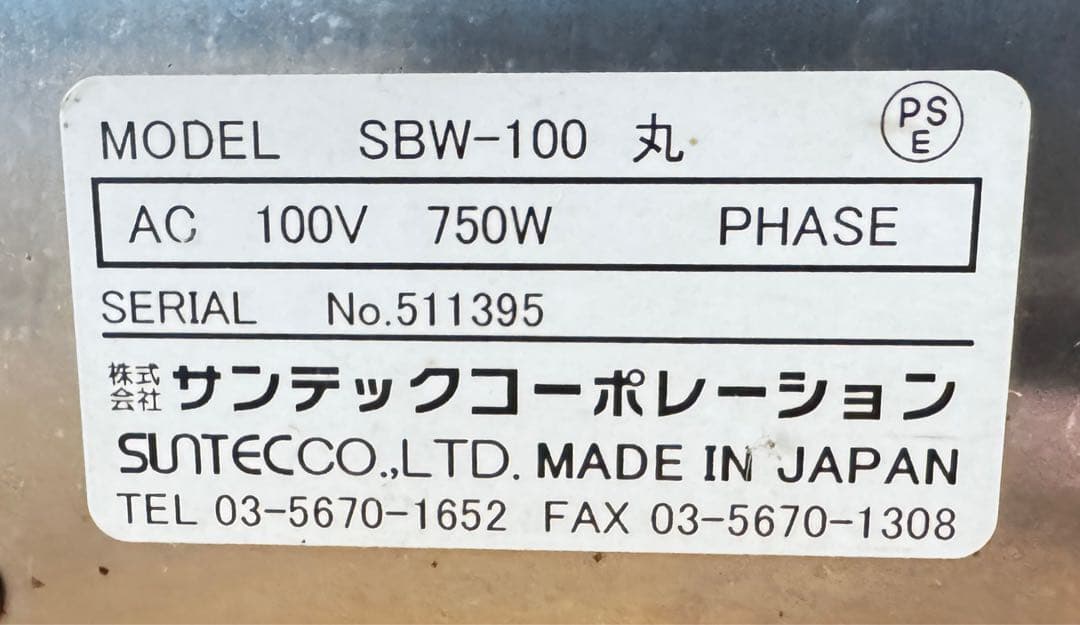 MODEL SBW-100 丸 PSE
AC 100V 750W PHASE
SERIAL No.511395
株式会社 サンテックコーポレーション
SUNTECCO.,LTD. MADE IN JAPAN
TEL 03-5670-1652 FAX 03-5670-1308